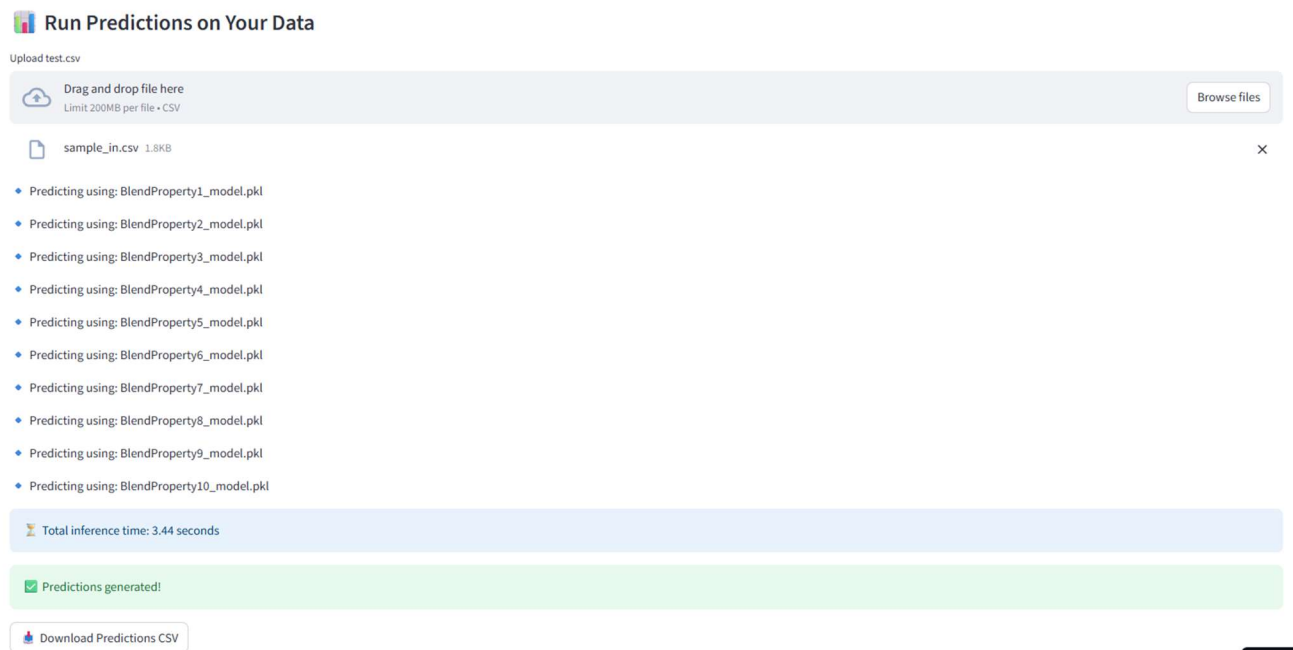 Run Predictions on Your Data
Upload test.csv
Drag and drop file here
Limit 200MB per file • CSV
Browse files
sample_in.csv 1.8KB
Predicting using: BlendProperty1_model.pkl
Predicting using: BlendProperty2_model.pkl
Predicting using: BlendProperty3_model.pkl
Predicting using: BlendProperty4_model.pkl
Predicting using: BlendProperty5_model.pkl
Predicting using: BlendProperty6_model.pkl
Predicting using: BlendProperty7_model.pkl
Predicting using: BlendProperty8_model.pkl
Predicting using: BlendProperty9_model.pkl
Predicting using: BlendProperty10_model.pkl
Total inference time: 3.44 seconds
Predictions generated!
Download Predictions CSV